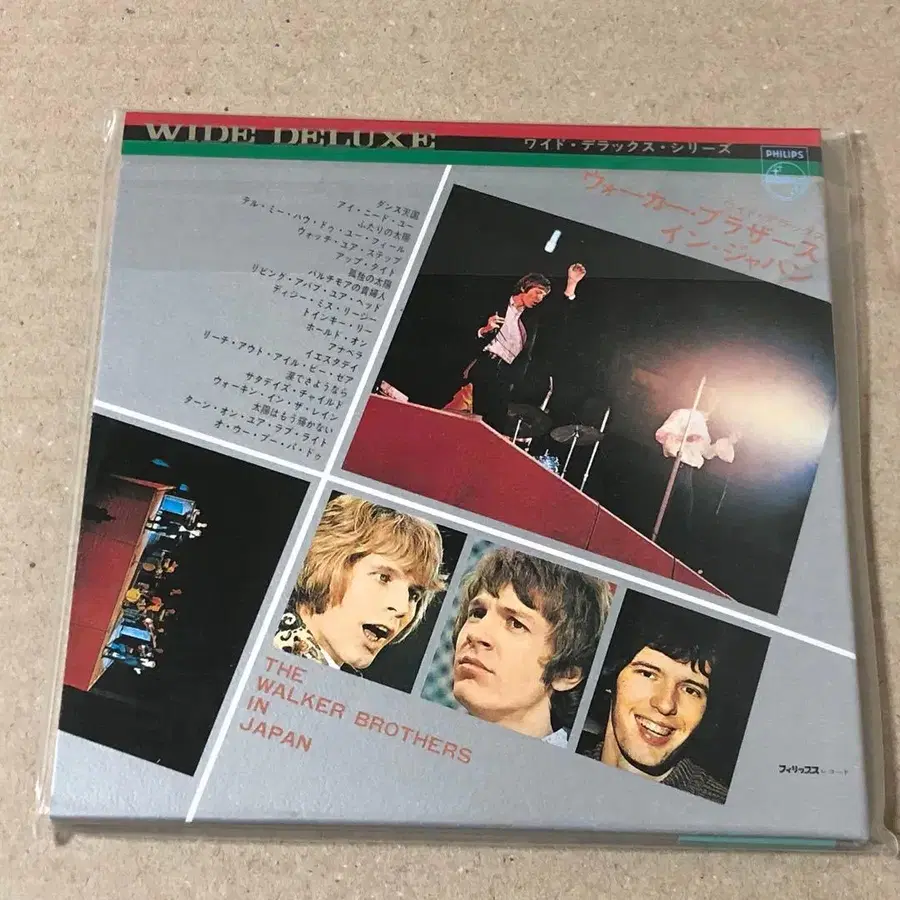 WIDE DELUXE
ワイド・デラックス・シリーズ
PHILIPS
ウォーカー・ブラザース
イン・ジャパン
ダンス天国
アイ・ニード・ユー
ふたりの太陽
テル・ミー・ハウ・ドゥ・ユー・フィール
ウォッチ・ユア・ステップ
アップ・タイト
孤独の太陽
バルチモアの貴婦人
リビング・アバブ・ユア・ヘッド
ディジー・ミス・リージー
トインキー・リー
ホールド・オン
アナベラ
イエスタデイ
リーチ・アウト・アイル・ビー・ゼア
涙でさようなら
サタデイズ・チャイルド
ウォーキン・イン・ザ・レイン
太陽はもう輝かない
ターン・オン・ユア・ラブ・ライト
オ・ウー・プー・パ・ドゥ
THE
WALKER BROTHERS
IN
JAPAN
フィリップスレコード